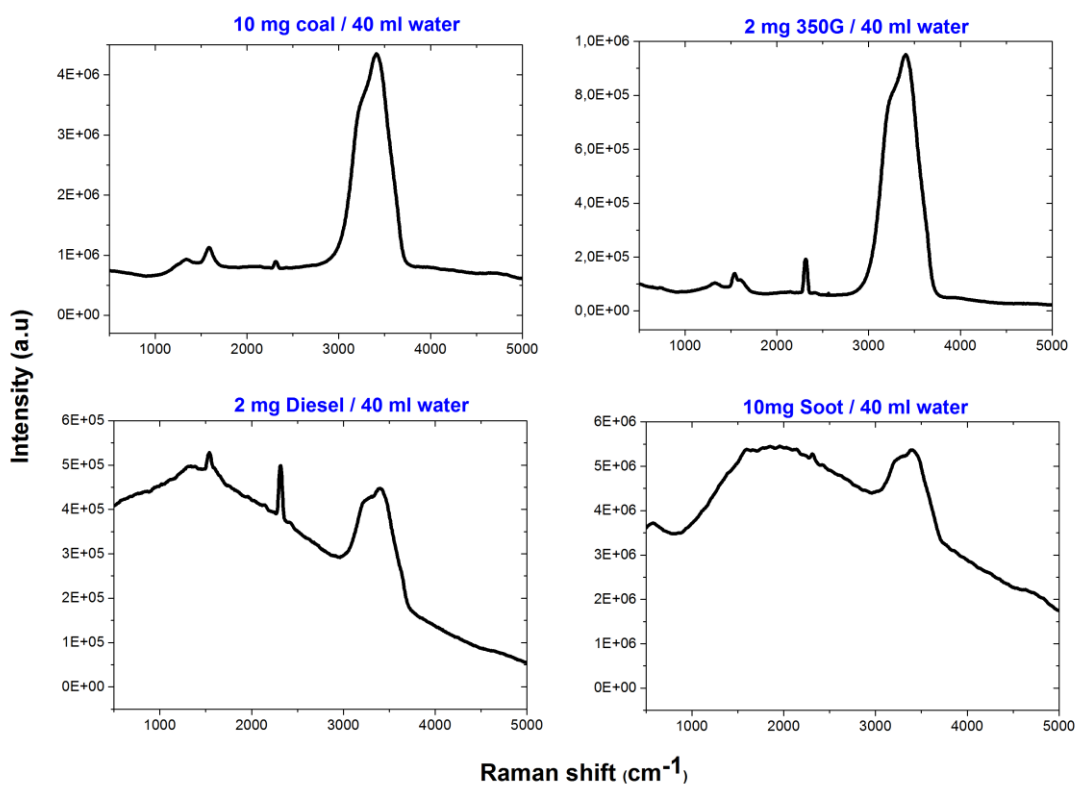 10 mg coal / 40 ml water
4E+06
3E+06
2E+06
1E+06
0E+00
1000 2000 3000 4000 5000
2 mg 350G / 40 ml water
1,0E+06
8,0E+05
6,0E+05
4,0E+05
2,0E+05
0,0E+00
1000 2000 3000 4000 5000
Intensity (a.u)
2 mg Diesel / 40 ml water
6E+05
5E+05
4E+05
3E+05
2E+05
1E+05
0E+00
1000 2000 3000 4000 5000
10mg Soot / 40 ml water
6E+06
5E+06
4E+06
3E+06
2E+06
1E+06
0E+00
1000 2000 3000 4000 5000
Raman shift (cm-1)